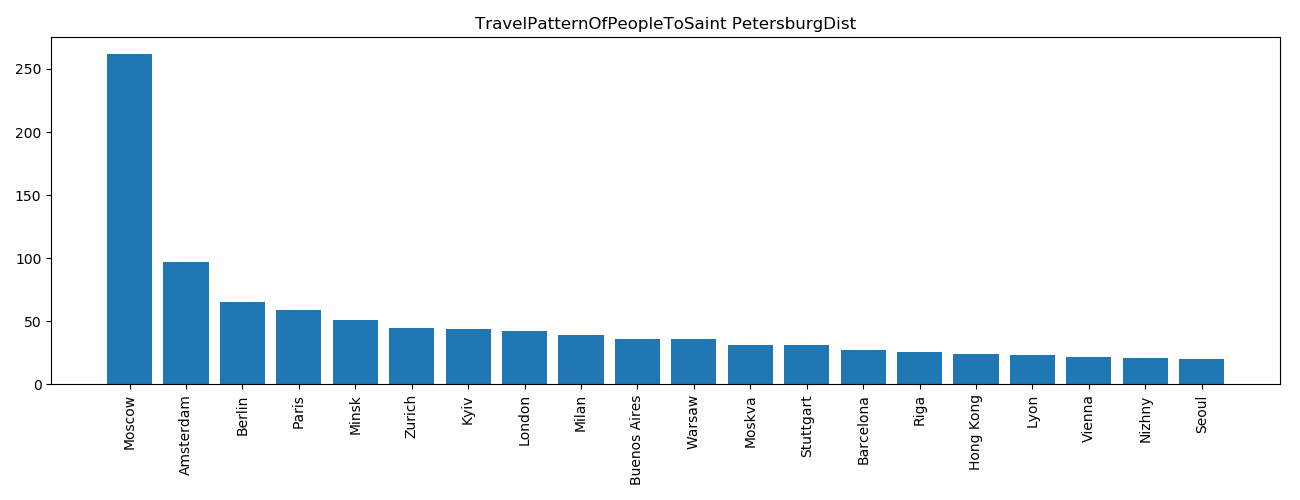 TravelPatternOfPeopleToSaint PetersburgDist
250
200
150
100
50
0
Moscow
Amsterdam
Berlin
Paris
Minsk
Zurich
Kyiv
London
Milan
Buenos Aires
Warsaw
Moskva
Stuttgart
Barcelona
Riga
Hong Kong
Lyon
Vienna
Nizhny
Seoul